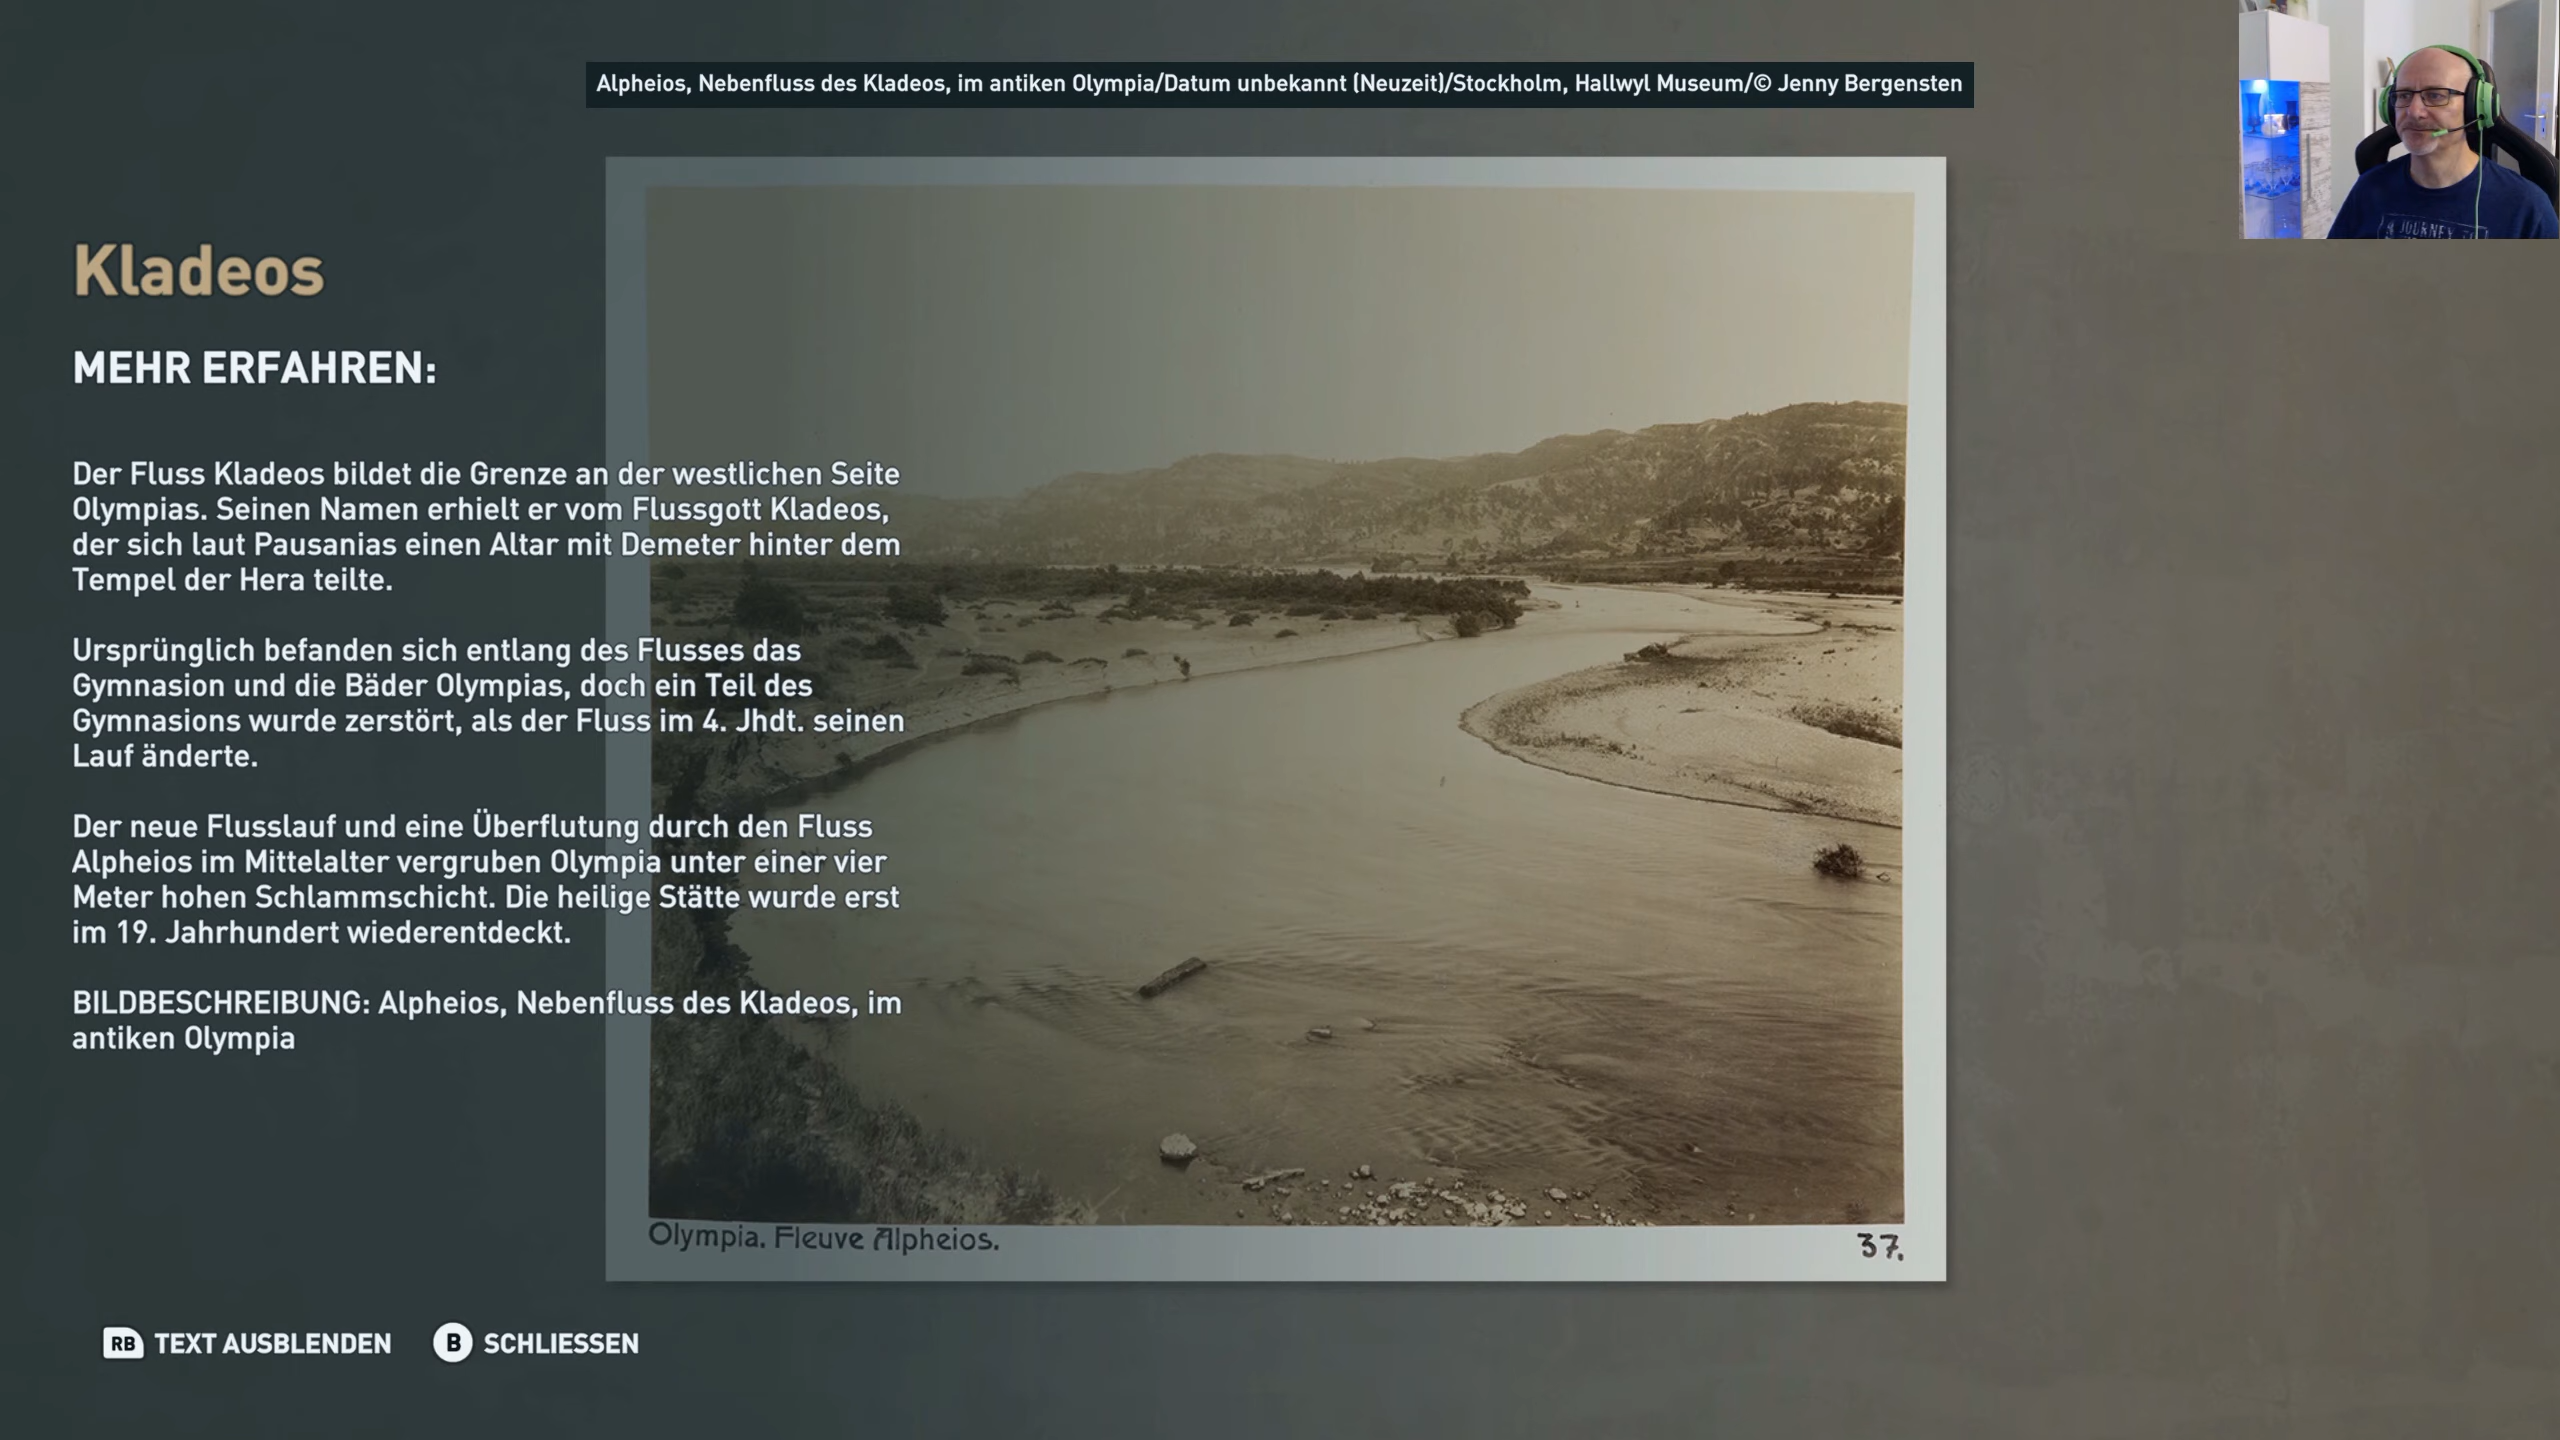 Alpheios, Nebenfluss des Kladeos, im antiken Olympia/Datum unbekannt (Neuzeit)/Stockholm, Hallwyl Museum/© Jenny Bergensten
Kladeos
MEHR ERFAHREN:
Der Fluss Kladeos bildet die Grenze an der westlichen Seite
Olympias. Seinen Namen erhielt er vom Flussgott Kladeos,
der sich laut Pausanias einen Altar mit Demeter hinter dem
Tempel der Hera teilte.
Ursprünglich befanden sich entlang des Flusses das
Gymnasion und die Bäder Olympias, doch ein Teil des
Gymnasions wurde zerstört, als der Fluss im 4. Jhdt. seinen
Lauf änderte.
Der neue Flusslauf und eine Überflutung durch den Fluss
Alpheios im Mittelalter vergruben Olympia unter einer vier
Meter hohen Schlammschicht. Die heilige Stätte wurde erst
im 19. Jahrhundert wiederentdeckt.
BILDBESCHREIBUNG: Alpheios, Nebenfluss des Kladeos, im
antiken Olympia
Olympia. Fleuve Alpheios.
37.
RB TEXT AUSBLENDEN B SCHLIESSEN
JOURNEY